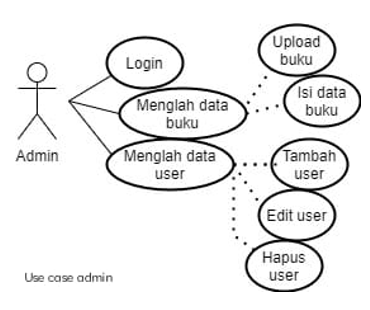 Upload
buku
Login
Isi data
buku
Menglah data
buku
Admin
Menglah data
user
Tambah
user
Edit user
Hapus
user
Use case admin